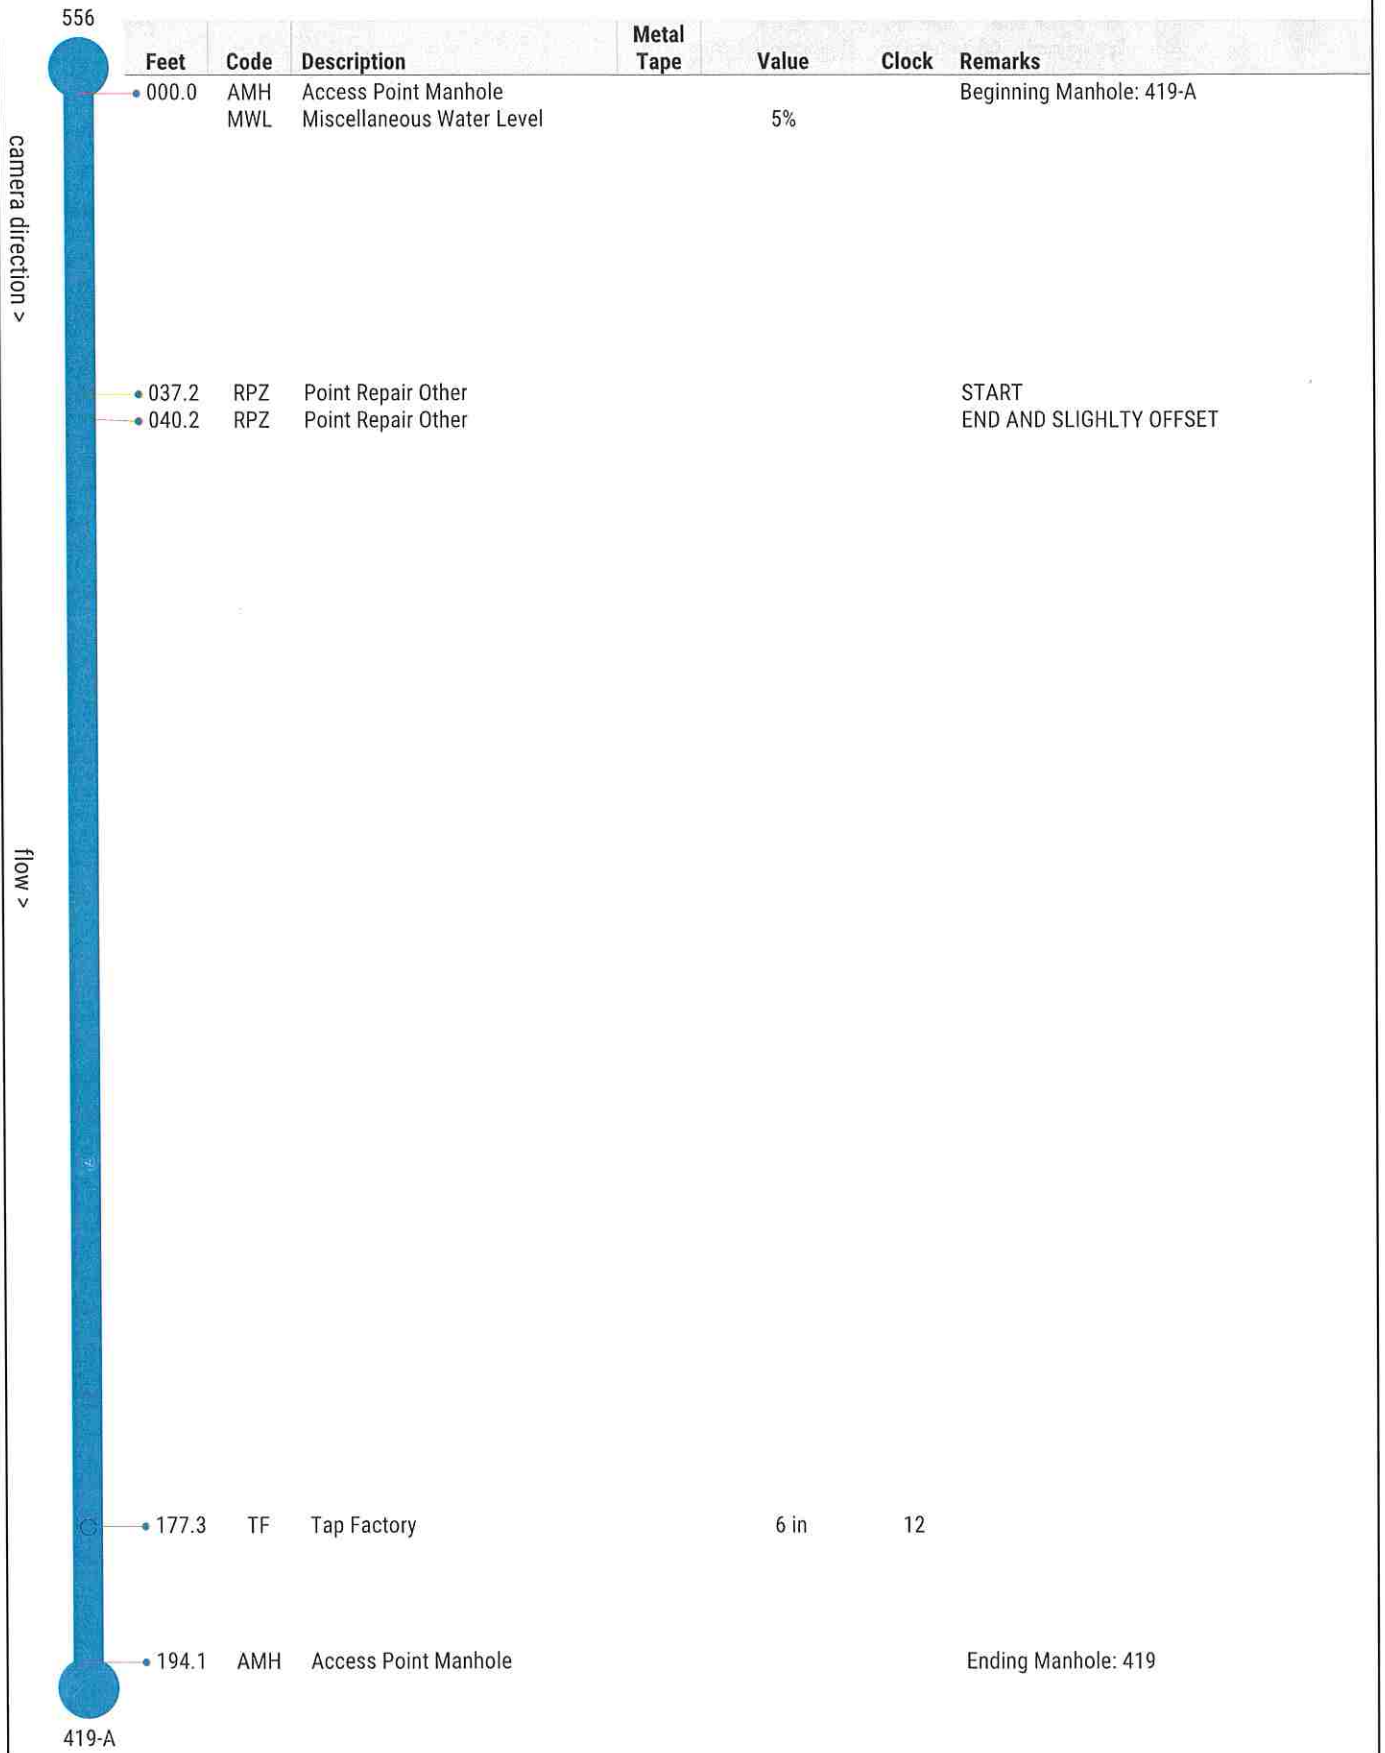 556
Feet Code Description Metal Tape Value Clock Remarks
000.0 AMH Access Point Manhole Beginning Manhole: 419-A
MWL Miscellaneous Water Level 5%
camera direction >
037.2 RPZ Point Repair Other START
040.2 RPZ Point Repair Other END AND SLIGHLTY OFFSET
flow >
177.3 TF Tap Factory 6 in 12
194.1 AMH Access Point Manhole Ending Manhole: 419
419-A